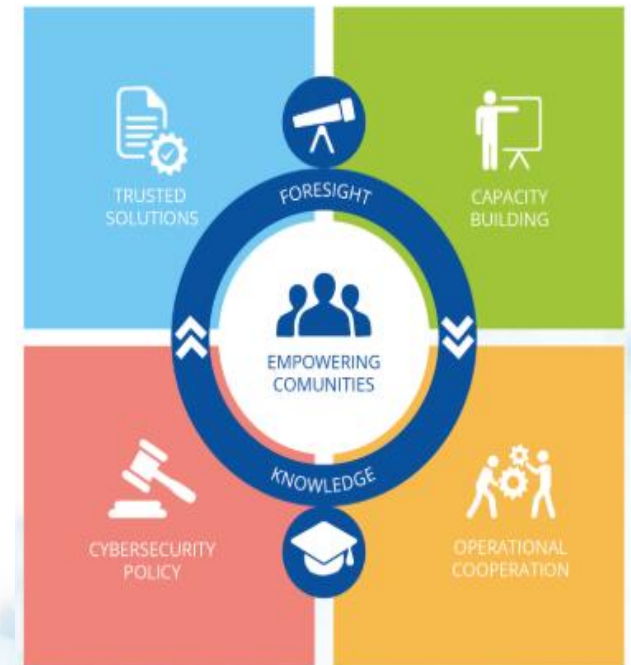 TRUSTED
SOLUTIONS
FORESIGHT
CAPACITY
BUILDING
EMPOWERING
COMUNITIES
KNOWLEDGE
CYBERSECURITY
POLICY
OPERATIONAL
COOPERATION